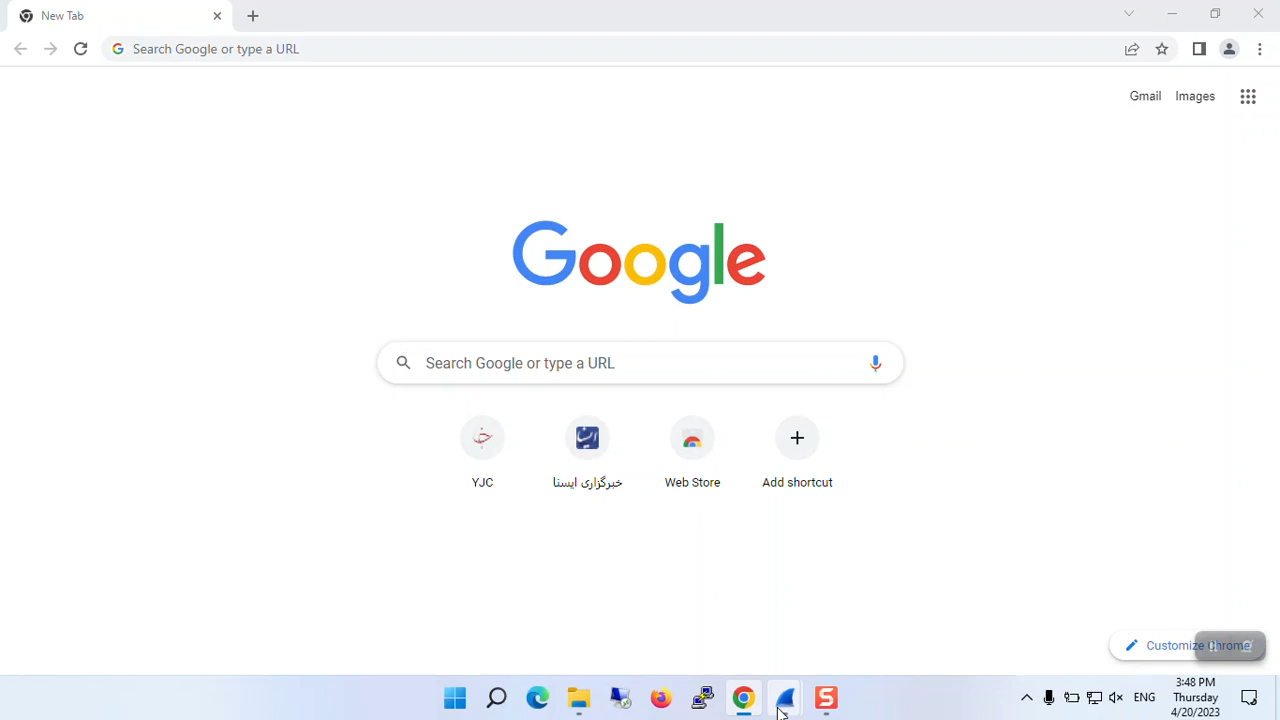 New Tab
Search Google or type a URL
Gmail
Images
Google
Search Google or type a URL
YJC
خبرگزاری ایسنا
Web Store
Add shortcut
Customize Chrome
ENG
3:48 PM
Thursday
4/20/2023